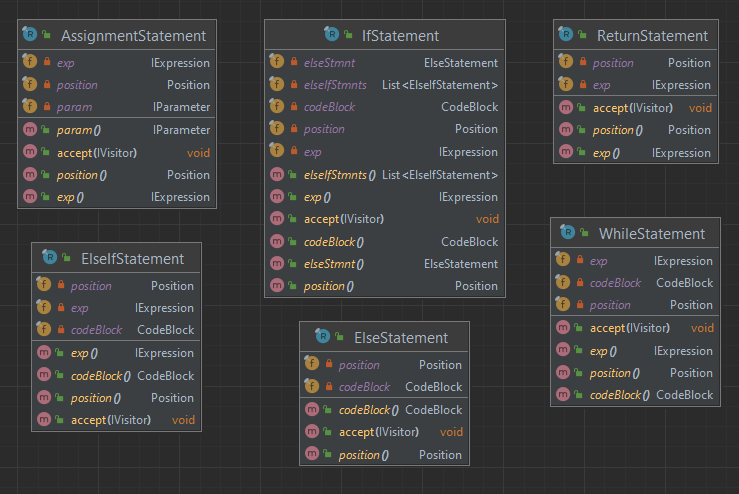 AssignmentStatement
exp IExpression
position Position
param IParameter
param() IParameter
accept(IVisitor) void
position() Position
exp() IExpression
IfStatement
elseStmnt ElseStatement
elseIfStmnts List<ElseIfStatement>
codeBlock CodeBlock
position Position
exp IExpression
elseIfStmnts() List<ElseIfStatement>
exp() IExpression
accept(IVisitor) void
codeBlock() CodeBlock
elseStmnt() ElseStatement
position() Position
ReturnStatement
position Position
exp IExpression
accept(IVisitor) void
position() Position
exp() IExpression
ElseIfStatement
position Position
exp IExpression
codeBlock CodeBlock
exp() IExpression
codeBlock() CodeBlock
position() Position
accept(IVisitor) void
ElseStatement
position Position
codeBlock CodeBlock
codeBlock() CodeBlock
accept(IVisitor) void
position() Position
WhileStatement
exp IExpression
codeBlock CodeBlock
position Position
accept(IVisitor) void
exp() IExpression
position() Position
codeBlock() CodeBlock